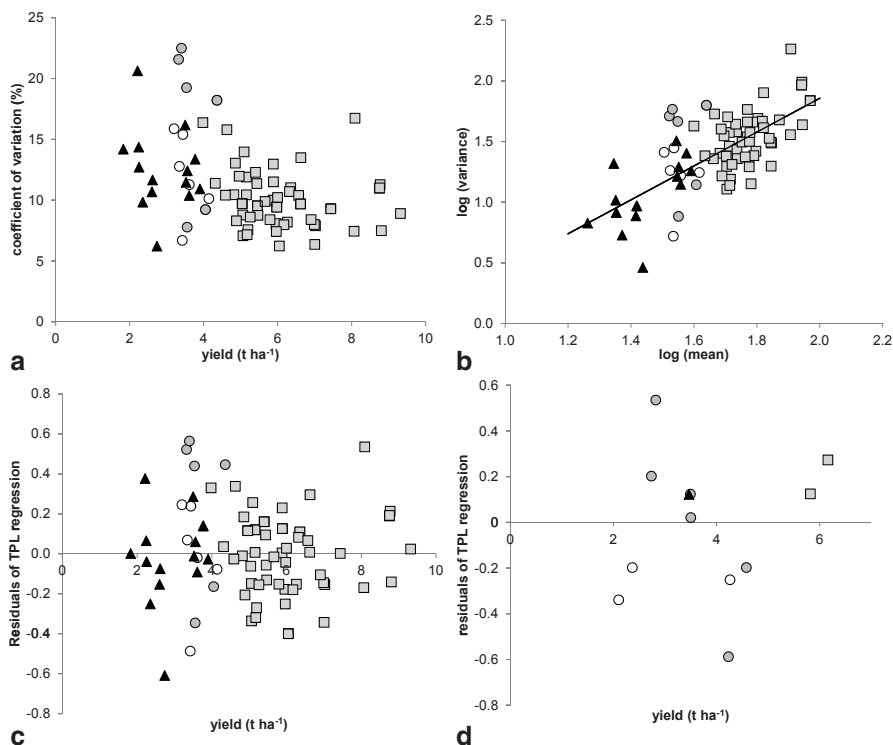 25
20
15
10
5
0
0 2 4 6 8 10
coefficient of variation (%)
yield (t ha-1)
a
2.5
2.0
1.5
1.0
0.5
0.0
1.0 1.2 1.4 1.6 1.8 2.0 2.2
log (variance)
log (mean)
b
0.8
0.6
0.4
0.2
0.0
-0.2
-0.4
-0.6
-0.8
0 2 4 6 8 10
Residuals of TPL regression
yield (t ha-1)
c
0.6
0.4
0.2
0
-0.2
-0.4
-0.6
-0.8
0 2 4 6
residuals of TPL regression
yield (t ha-1)
d